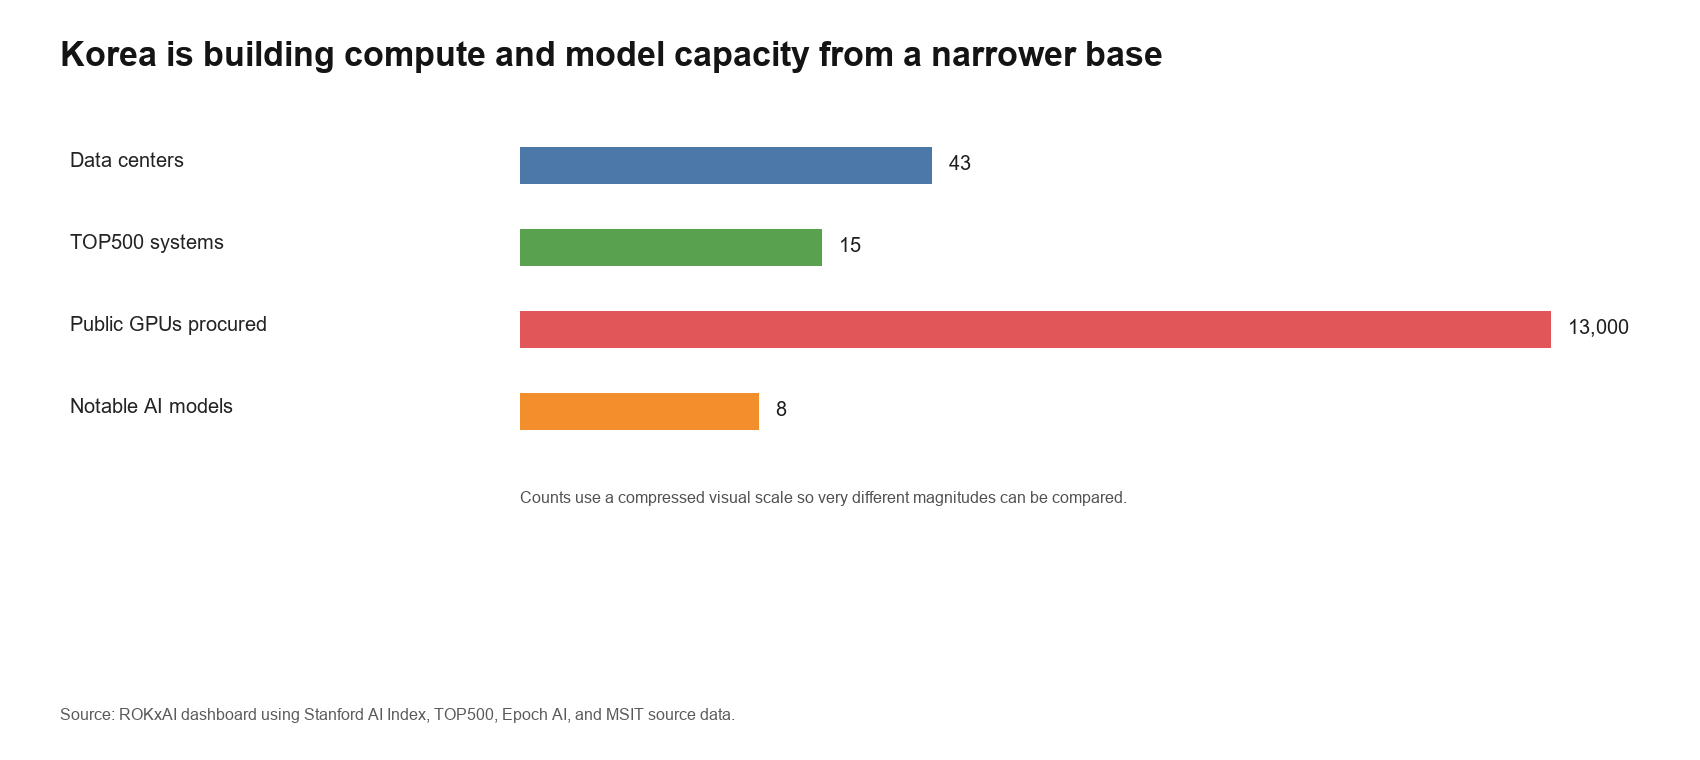 Korea is building compute and model capacity from a narrower base
Data centers
43
TOP500 systems
15
Public GPUs procured
13,000
Notable AI models
8
Counts use a compressed visual scale so very different magnitudes can be compared.
Source: ROKxAI dashboard using Stanford AI Index, TOP500, Epoch AI, and MSIT source data.